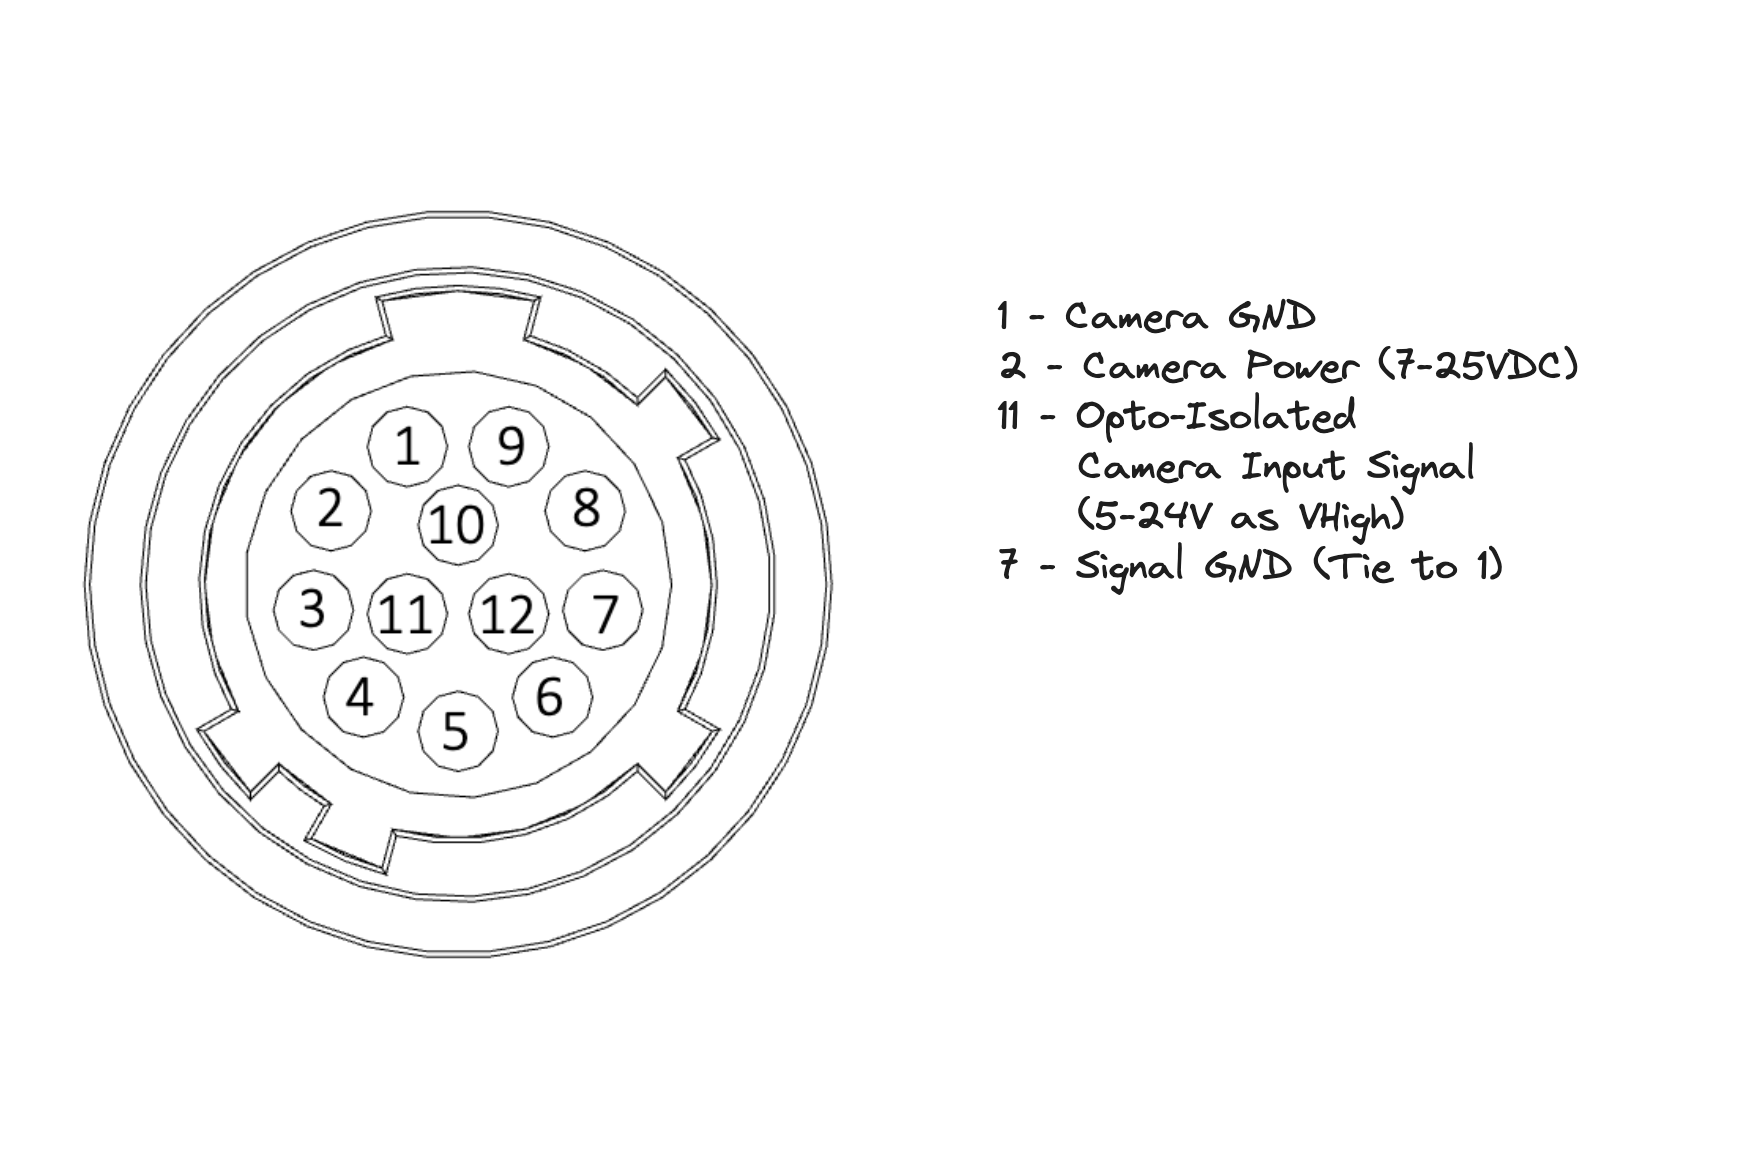 1 9
2 10 8
3 11 12 7
4 6
5
1 - Camera GND
2 - Camera Power (7-25VDC)
11 - Opto-Isolated
Camera Input Signal
(5-24V as VHigh)
7 - Signal GND (Tie to 1)